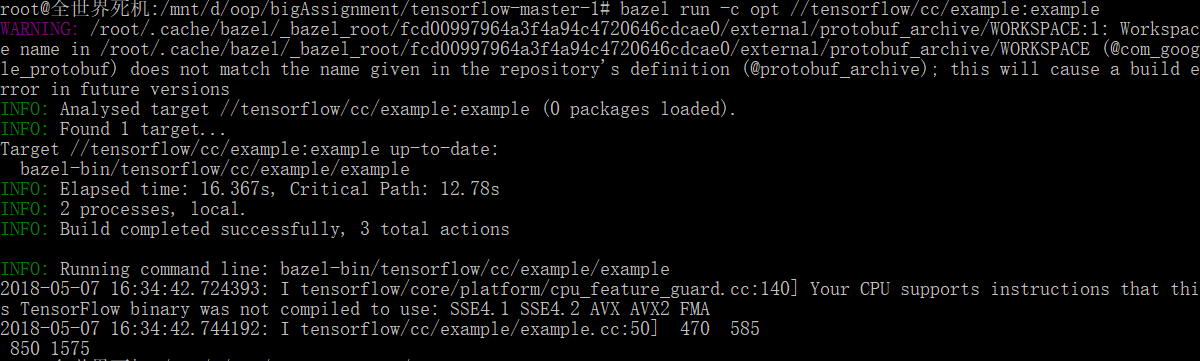 root@全世界死机:/mnt/d/oop/bigAssignment/tensorflow-master-1# bazel run -c opt //tensorflow/cc/example:example
WARNING: /root/.cache/bazel/_bazel_root/fcd00997964a3f4a94c4720646cdcae0/external/protobuf_archive/WORKSPACE:1: Workspac
e name in /root/.cache/bazel/_bazel_root/fcd00997964a3f4a94c4720646cdcae0/external/protobuf_archive/WORKSPACE (@com_goog
le_protobuf) does not match the name given in the repository's definition (@protobuf_archive); this will cause a build e
rror in future versions
INFO: Analysed target //tensorflow/cc/example:example (0 packages loaded).
INFO: Found 1 target...
Target //tensorflow/cc/example:example up-to-date:
  bazel-bin/tensorflow/cc/example/example
INFO: Elapsed time: 16.367s, Critical Path: 12.78s
INFO: 2 processes, local.
INFO: Build completed successfully, 3 total actions
INFO: Running command line: bazel-bin/tensorflow/cc/example/example
2018-05-07 16:34:42.724393: I tensorflow/core/platform/cpu_feature_guard.cc:140] Your CPU supports instructions that thi
s TensorFlow binary was not compiled to use: SSE4.1 SSE4.2 AVX AVX2 FMA
2018-05-07 16:34:42.744192: I tensorflow/cc/example/example.cc:50]  470  585
 850 1575